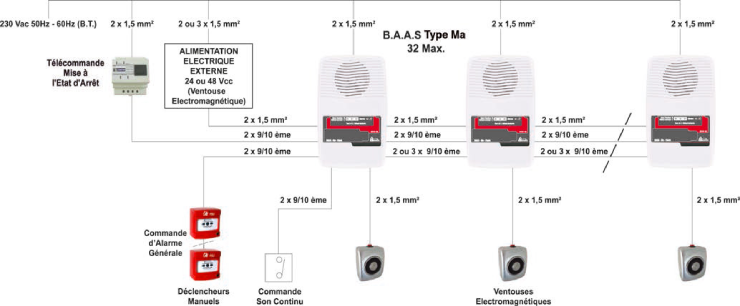 230 Vac 50Hz - 60Hz (B.T.)
2 x 1,5 mm²
2 ou 3 x 1,5 mm²
2 x 1,5 mm²
2 x 1,5 mm²
2 x 1,5 mm²
B.A.A.S Type Ma
32 Max.
Télécommande
Mise à
l'Etat d'Arrêt
ALIMENTATION
ELECTRIQUE
EXTERNE
24 ou 48 Vcc
(Ventouse
Electromagnétique)
2 x 1,5 mm²
2 x 1,5 mm²
2 x 1,5 mm²
2 x 9/10 ème
2 x 9/10 ème
2 x 9/10 ème
2 x 9/10 ème
2 ou 3 x 9/10 ème
2 ou 3 x 9/10 ème
2 x 9/10 ème
2 x 1,5 mm²
2 x 1,5 mm²
2 x 1,5 mm²
Commande
d'Alarme
Générale
Déclencheurs
Manuels
Commande
Son Continu
Ventouses
Electromagnétiques